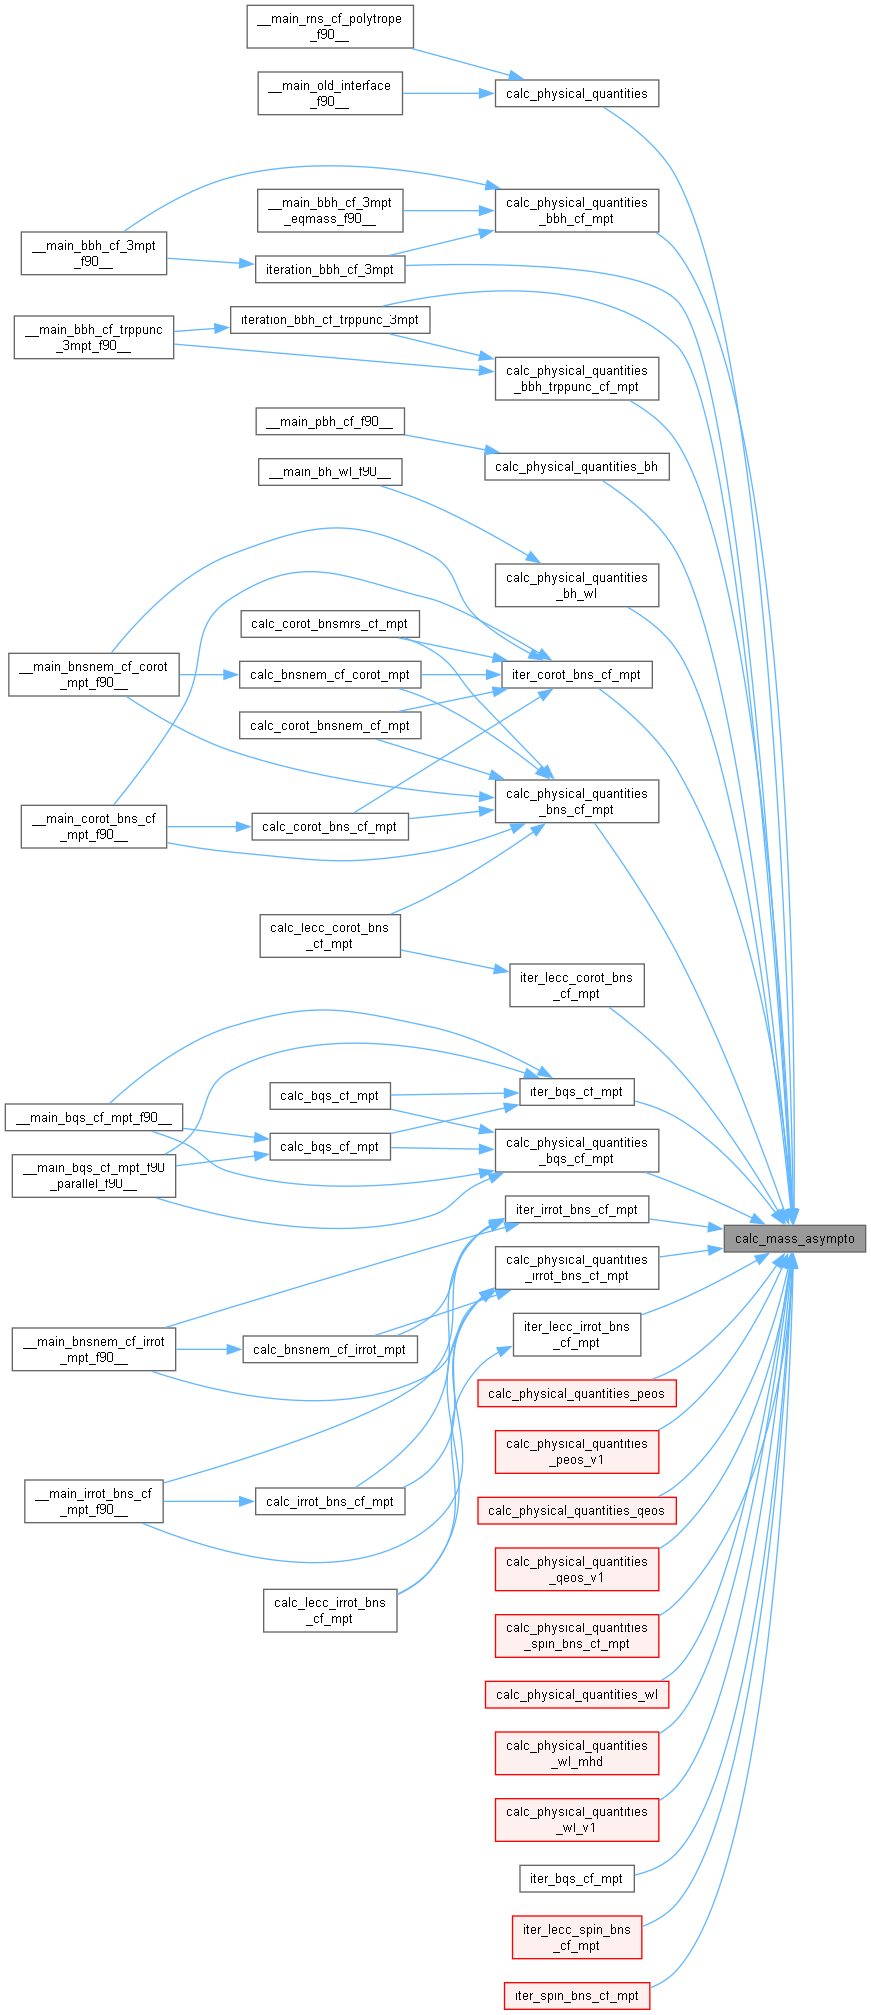 __main_rns_cf_polytrope
_f90__
calc_physical_quantities
__main_old_interface
_f90__
calc_physical_quantities
_bbh_cf_mpt
__main_bbh_cf_3mpt
_eqmass_f90__
__main_bbh_cf_3mpt
_f90__
iteration_bbh_cf_3mpt
iteration_bbh_cf_trppunc_3mpt
__main_bbh_cf_trppunc
_3mpt_f90__
calc_physical_quantities
_bbh_trppunc_cf_mpt
__main_pbh_cf_f90__
calc_physical_quantities_bh
__main_bh_wl_f90__
calc_physical_quantities
_bh_wl
calc_corot_bnsmrs_cf_mpt
__main_bnsnem_cf_corot
_mpt_f90__
calc_bnsnem_cf_corot_mpt
iter_corot_bns_cf_mpt
calc_corot_bnsnem_cf_mpt
calc_physical_quantities
_bns_cf_mpt
__main_corot_bns_cf
_mpt_f90__
calc_corot_bns_cf_mpt
calc_lecc_corot_bns
_cf_mpt
iter_lecc_corot_bns
_cf_mpt
calc_bqs_cf_mpt
iter_bqs_cf_mpt
__main_bqs_cf_mpt_f90__
calc_bqs_cf_mpt
calc_physical_quantities
_bqs_cf_mpt
__main_bqs_cf_mpt_f90
_parallel_f90__
iter_irrot_bns_cf_mpt
calc_mass_asympto
calc_physical_quantities
_irrot_bns_cf_mpt
iter_lecc_irrot_bns
_cf_mpt
__main_bnsnem_cf_irrot
_mpt_f90__
calc_bnsnem_cf_irrot_mpt
calc_physical_quantities_peos
calc_physical_quantities
_peos_v1
__main_irrot_bns_cf
_mpt_f90__
calc_irrot_bns_cf_mpt
calc_physical_quantities_qeos
calc_physical_quantities
_qeos_v1
calc_lecc_irrot_bns
_cf_mpt
calc_physical_quantities
_spin_bns_cf_mpt
calc_physical_quantities_wl
calc_physical_quantities
_wl_mhd
calc_physical_quantities
_wl_v1
iter_bqs_cf_mpt
iter_lecc_spin_bns
_cf_mpt
iter_spin_bns_cf_mpt